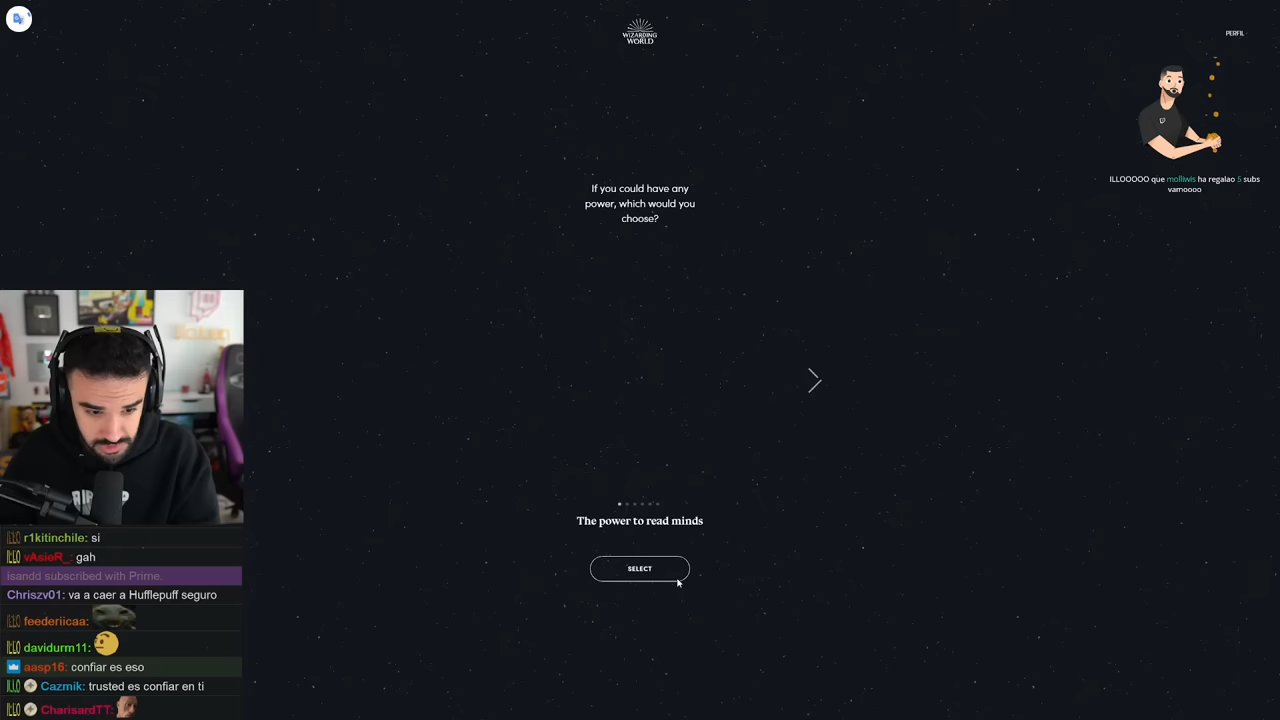 WIZARDING
WORLD
PERFIL
ILLOOOOO que molliwis ha regalao 5 subs
vamoooo
If you could have any
power, which would you
choose?
The power to read minds
SELECT
r1kitinchile: si
vAsieR_: gah
isandd subscribed with Prime.
Chriszv01: va a caer a Hufflepuff seguro
feederiicaa:
davidurm11:
aasp16: confiar es eso
Cazmik: trusted es confiar en ti
CharisardTT: